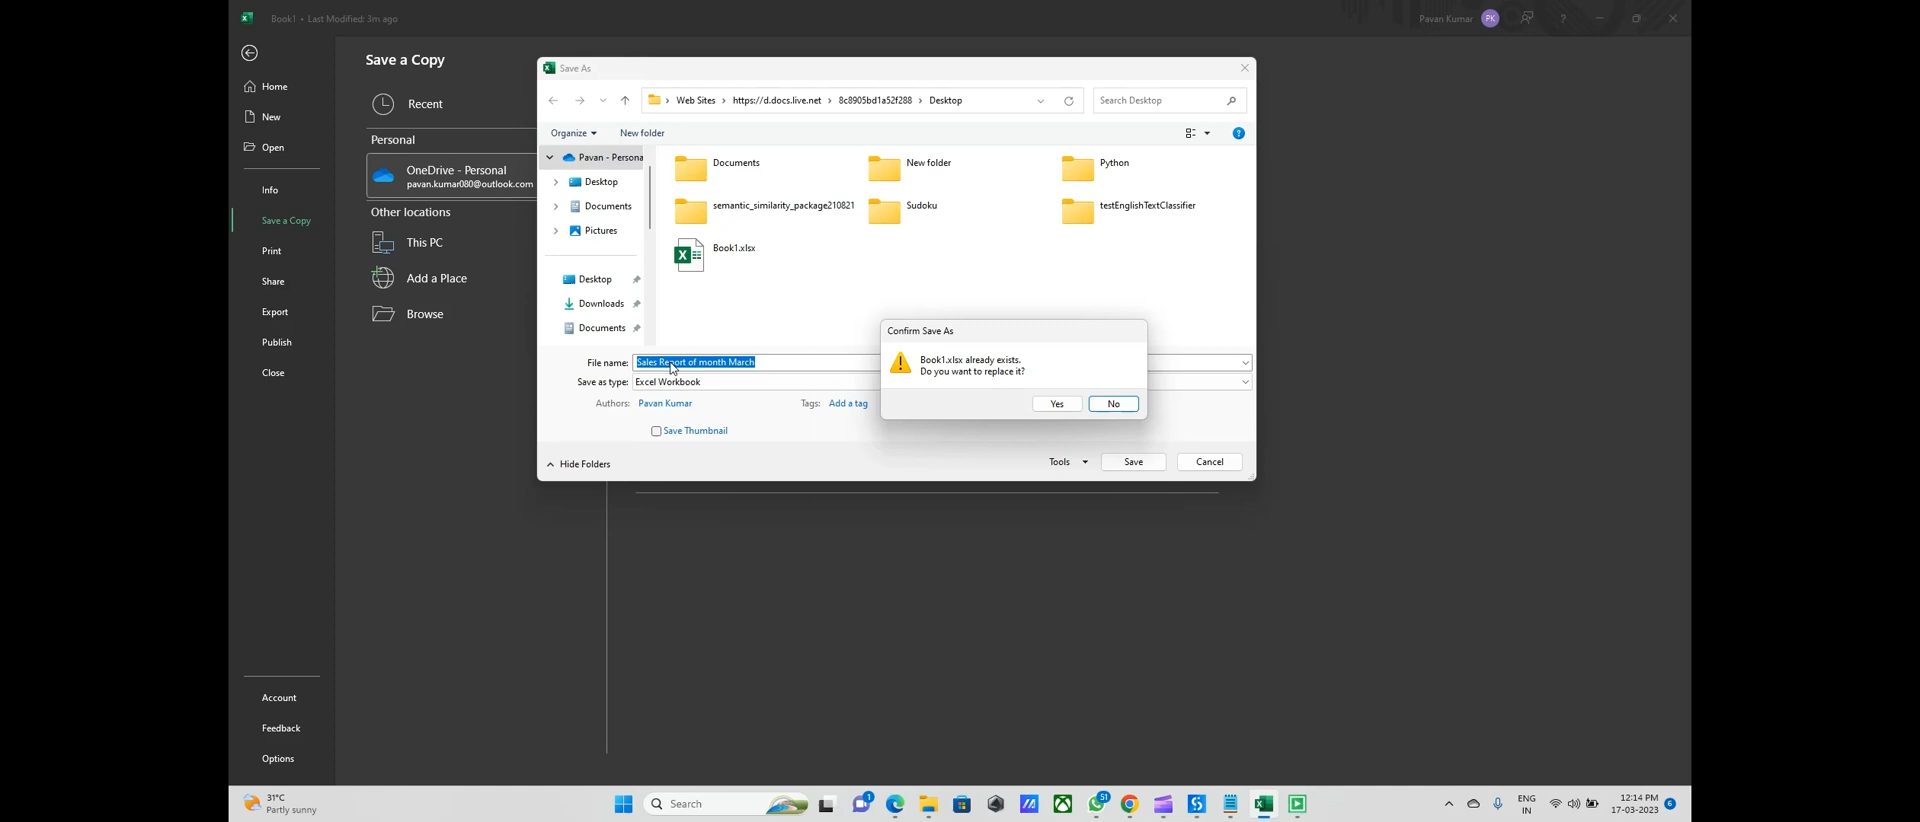 Book1 • Last Modified: 3m ago
Pavan Kumar PK
Save a Copy
Home
New
Open
Info
Save a Copy
Print
Share
Export
Publish
Close
Account
Feedback
Options
Recent
Personal
OneDrive - Personal
pavan.kumar080@outlook.com
Other locations
This PC
Add a Place
Browse
Save As
Web Sites › https://d.docs.live.net › 8c8905bd1a52f288 › Desktop
Search Desktop
Organize New folder
Pavan - Persona
Desktop
Documents
Pictures
Desktop
Downloads
Documents
Documents New folder Python
semantic_similarity_package210821 Sudoku testEnglishTextClassifier
Book1.xlsx
File name: Sales Report of month March
Save as type: Excel Workbook
Authors: Pavan Kumar Tags: Add a tag
Save Thumbnail
Hide Folders Tools Save Cancel
Confirm Save As
Book1.xlsx already exists.
Do you want to replace it?
Yes No
31°C
Partly sunny
Search
1
51
ENG
IN
12:14 PM
17-03-2023
6